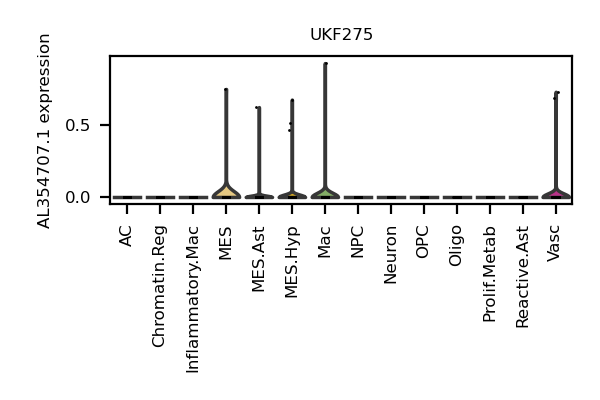 UKF275
AL354707.1 expression
0.5
0.0
AC
Chromatin.Reg
Inflammatory.Mac
MES
MES.Ast
MES.Hyp
Mac
NPC
Neuron
OPC
Oligo
Prolif.Metab
Reactive.Ast
Vasc